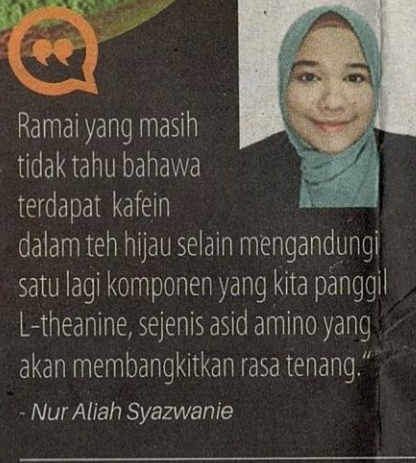 Ramai yang masih
tidak tahu bahawa
terdapat kafein
dalam teh hijau selain mengandungi
satu lagi komponen yang kita panggil
L-theanine, sejenis asid amino yang
akan membangkitkan rasa tenang.“
- Nur Aliah Syazwanie